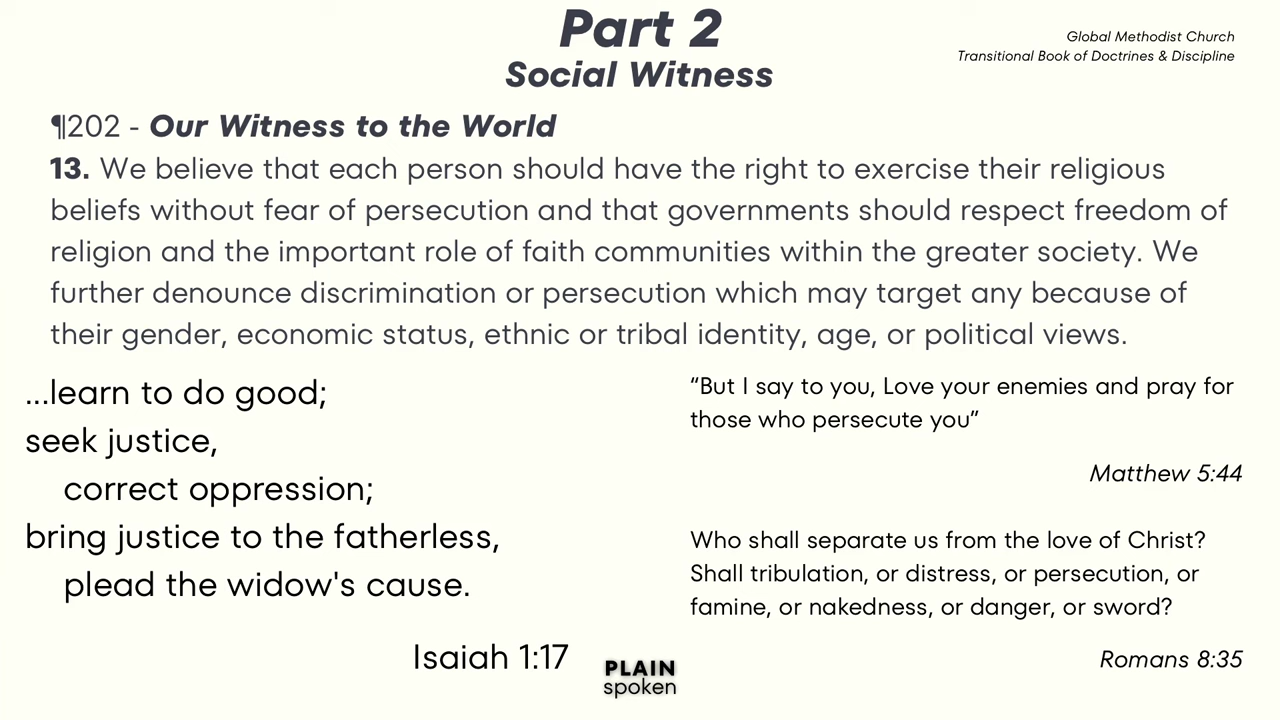 Part 2
Social Witness
Global Methodist Church
Transitional Book of Doctrines & Discipline
¶202 - Our Witness to the World
13. We believe that each person should have the right to exercise their religious
beliefs without fear of persecution and that governments should respect freedom of
religion and the important role of faith communities within the greater society. We
further denounce discrimination or persecution which may target any because of
their gender, economic status, ethnic or tribal identity, age, or political views.
...learn to do good;
seek justice,
correct oppression;
bring justice to the fatherless,
plead the widow's cause.
Isaiah 1:17
“But I say to you, Love your enemies and pray for
those who persecute you”
Matthew 5:44
Who shall separate us from the love of Christ?
Shall tribulation, or distress, or persecution, or
famine, or nakedness, or danger, or sword?
Romans 8:35
PLAIN
spoken